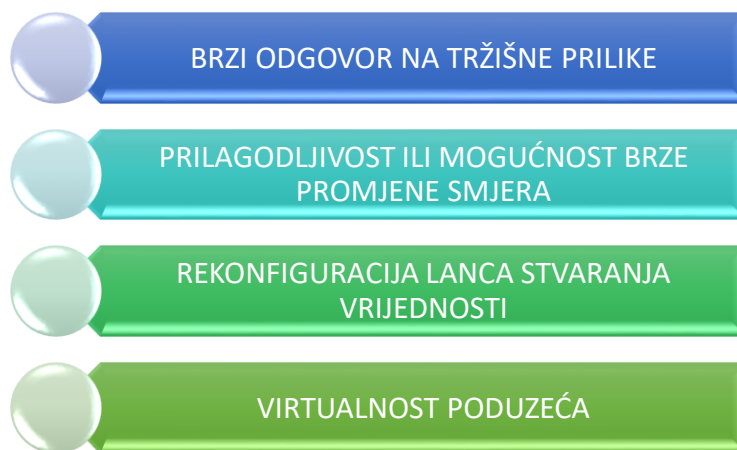 BRZI ODGOVOR NA TRŽIŠNE PRILIKE
PRILAGODLJIVOST ILI MOGUĆNOST BRZE
PROMJENE SMJERA
REKONFIGURACIJA LANCA STVARANJA
VRIJEDNOSTI
VIRTUALNOST PODUZEĆA